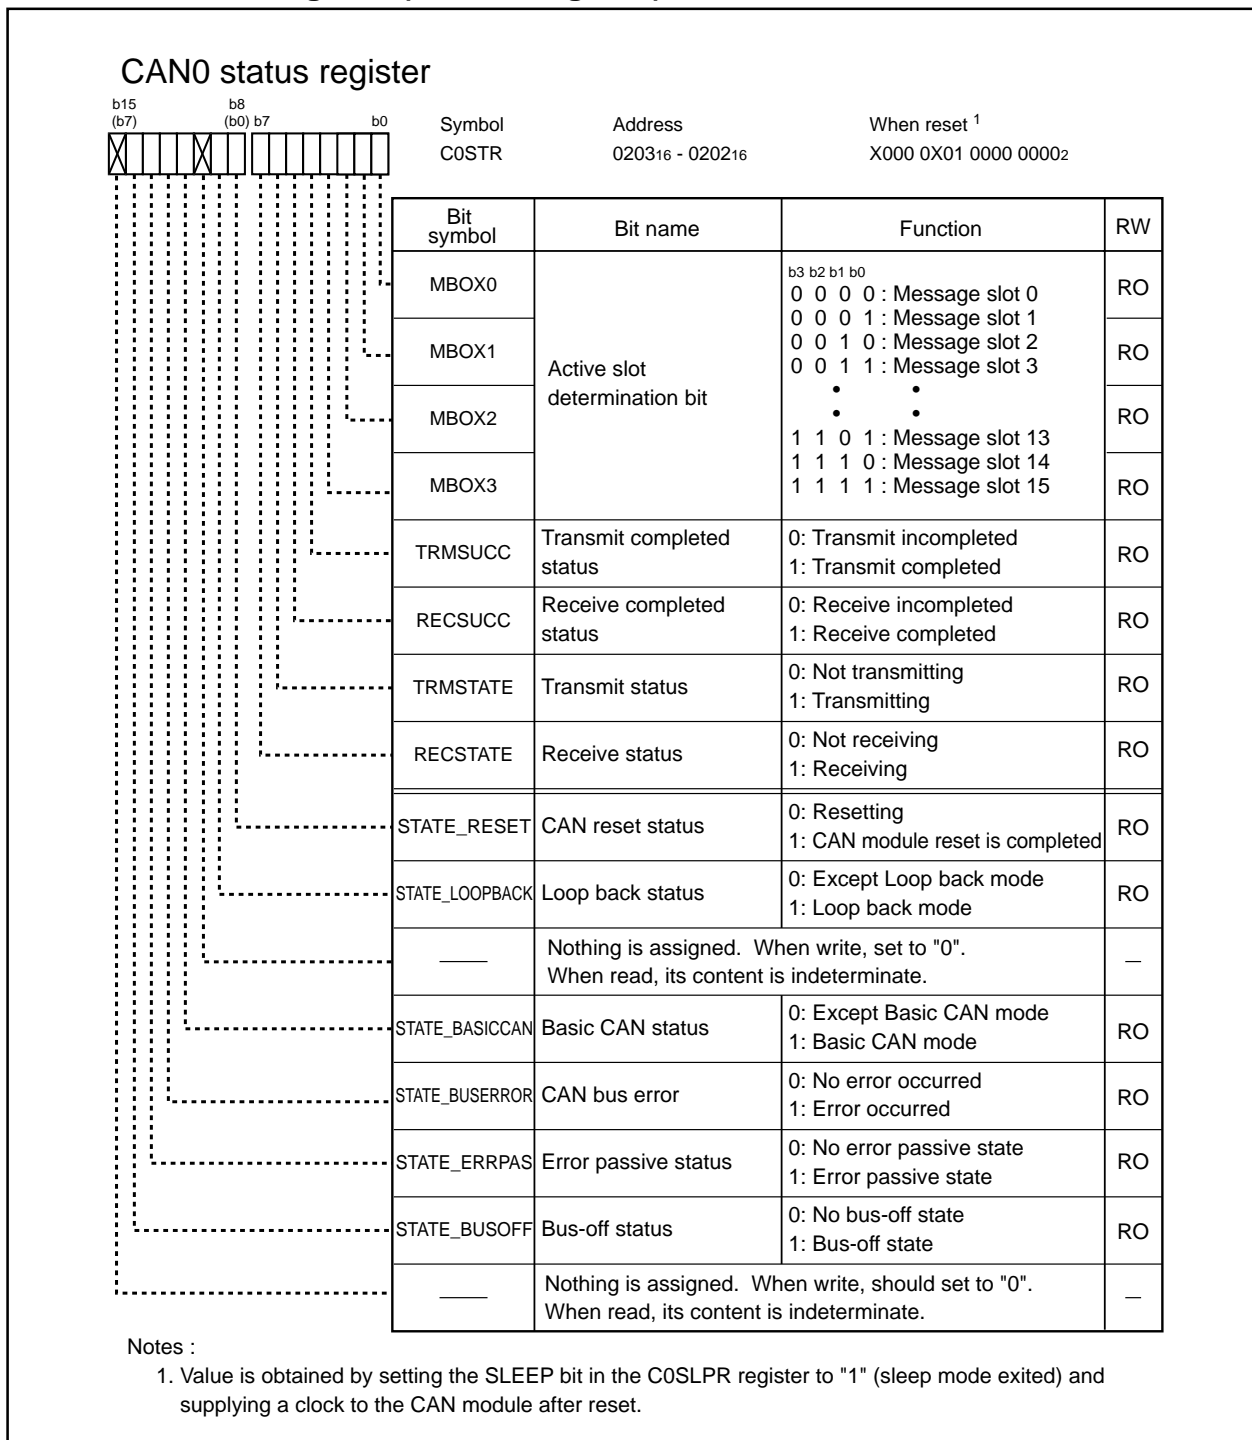 CAN0 status register
b15 b8
(b7) (b0) b7 b0
Symbol Address When reset 1
C0STR 020316 - 020216 X000 0X01 0000 00002
Bit symbol Bit name Function RW
MBOX0 RO
MBOX1 RO
MBOX2 RO
MBOX3 RO
Active slot
determination bit
b3 b2 b1 b0
0 0 0 0 : Message slot 0
0 0 0 1 : Message slot 1
0 0 1 0 : Message slot 2
0 0 1 1 : Message slot 3
• •
• •
1 1 0 1 : Message slot 13
1 1 1 0 : Message slot 14
1 1 1 1 : Message slot 15
TRMSUCC Transmit completed status 0: Transmit incompleted RO
1: Transmit completed
RECSUCC Receive completed status 0: Receive incompleted RO
1: Receive completed
TRMSTATE Transmit status 0: Not transmitting RO
1: Transmitting
RECSTATE Receive status 0: Not receiving RO
1: Receiving
STATE_RESET CAN reset status 0: Resetting RO
1: CAN module reset is completed
STATE_LOOPBACK Loop back status 0: Except Loop back mode RO
1: Loop back mode
Nothing is assigned. When write, set to "0".
When read, its content is indeterminate.
STATE_BASICCAN Basic CAN status 0: Except Basic CAN mode RO
1: Basic CAN mode
STATE_BUSERROR CAN bus error 0: No error occurred RO
1: Error occurred
STATE_ERRPAS Error passive status 0: No error passive state RO
1: Error passive state
STATE_BUSOFF Bus-off status 0: No bus-off state RO
1: Bus-off state
Nothing is assigned. When write, should set to "0".
When read, its content is indeterminate.
Notes :
1. Value is obtained by setting the SLEEP bit in the C0SLPR register to "1" (sleep mode exited) and
supplying a clock to the CAN module after reset.